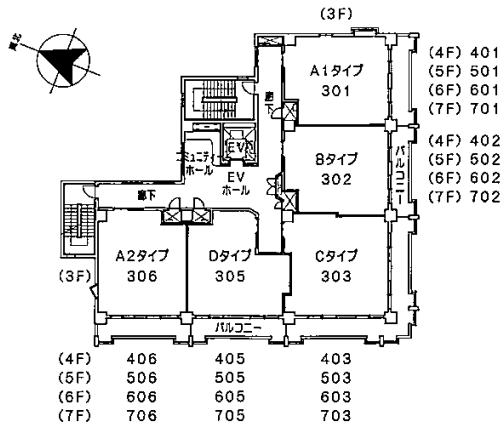 (3F)
東北
A1タイプ
301
(4F) 401
(5F) 501
(6F) 601
(7F) 701
廊下
EV
コミュニティ
ホール
EV
ホール
Bタイプ
302
バルコニー
(4F) 402
(5F) 502
(6F) 602
(7F) 702
廊下
(3F)
A2タイプ
306
Dタイプ
305
Cタイプ
303
バルコニー
(4F) 406 405 403
(5F) 506 505 503
(6F) 606 605 603
(7F) 706 705 703